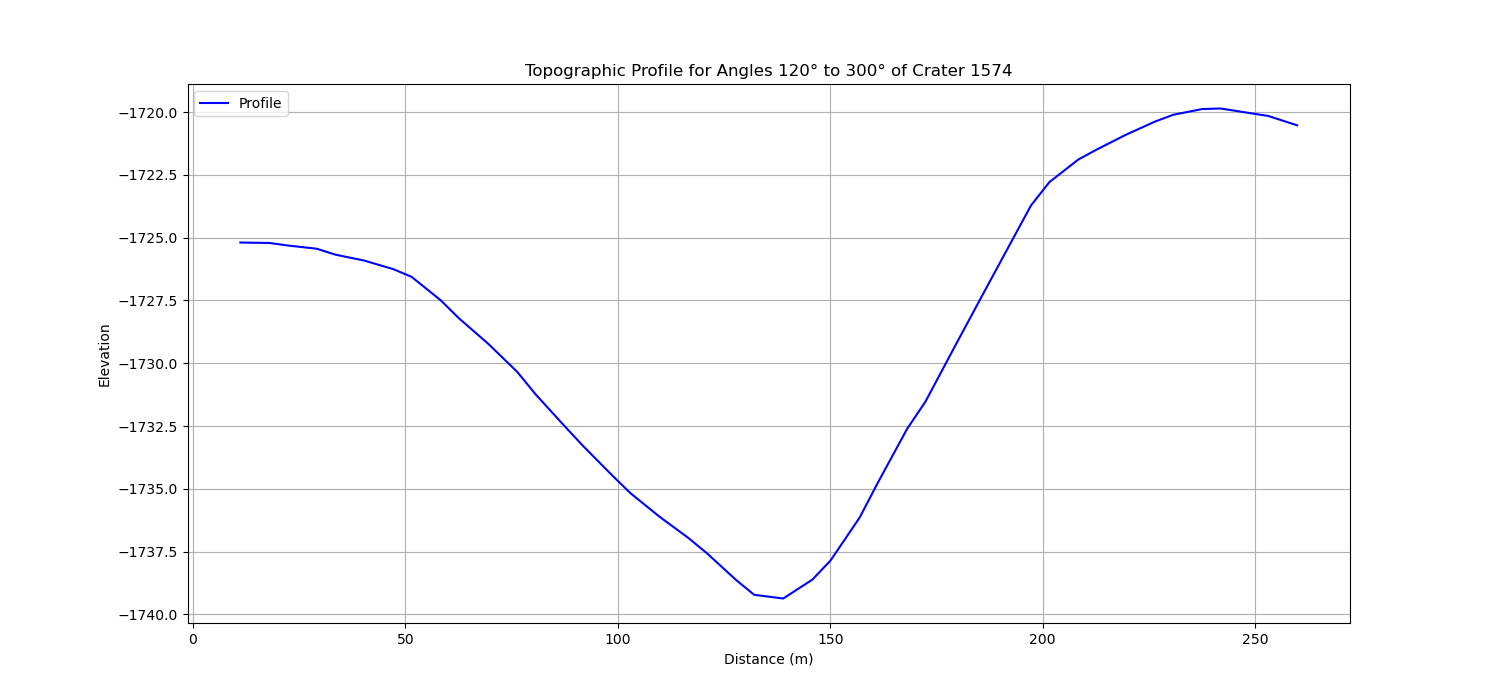 Topographic Profile for Angles 120° to 300° of Crater 1574
Profile
−1720.0
−1722.5
−1725.0
−1727.5
−1730.0
−1732.5
−1735.0
−1737.5
−1740.0
Elevation
0 50 100 150 200 250
Distance (m)